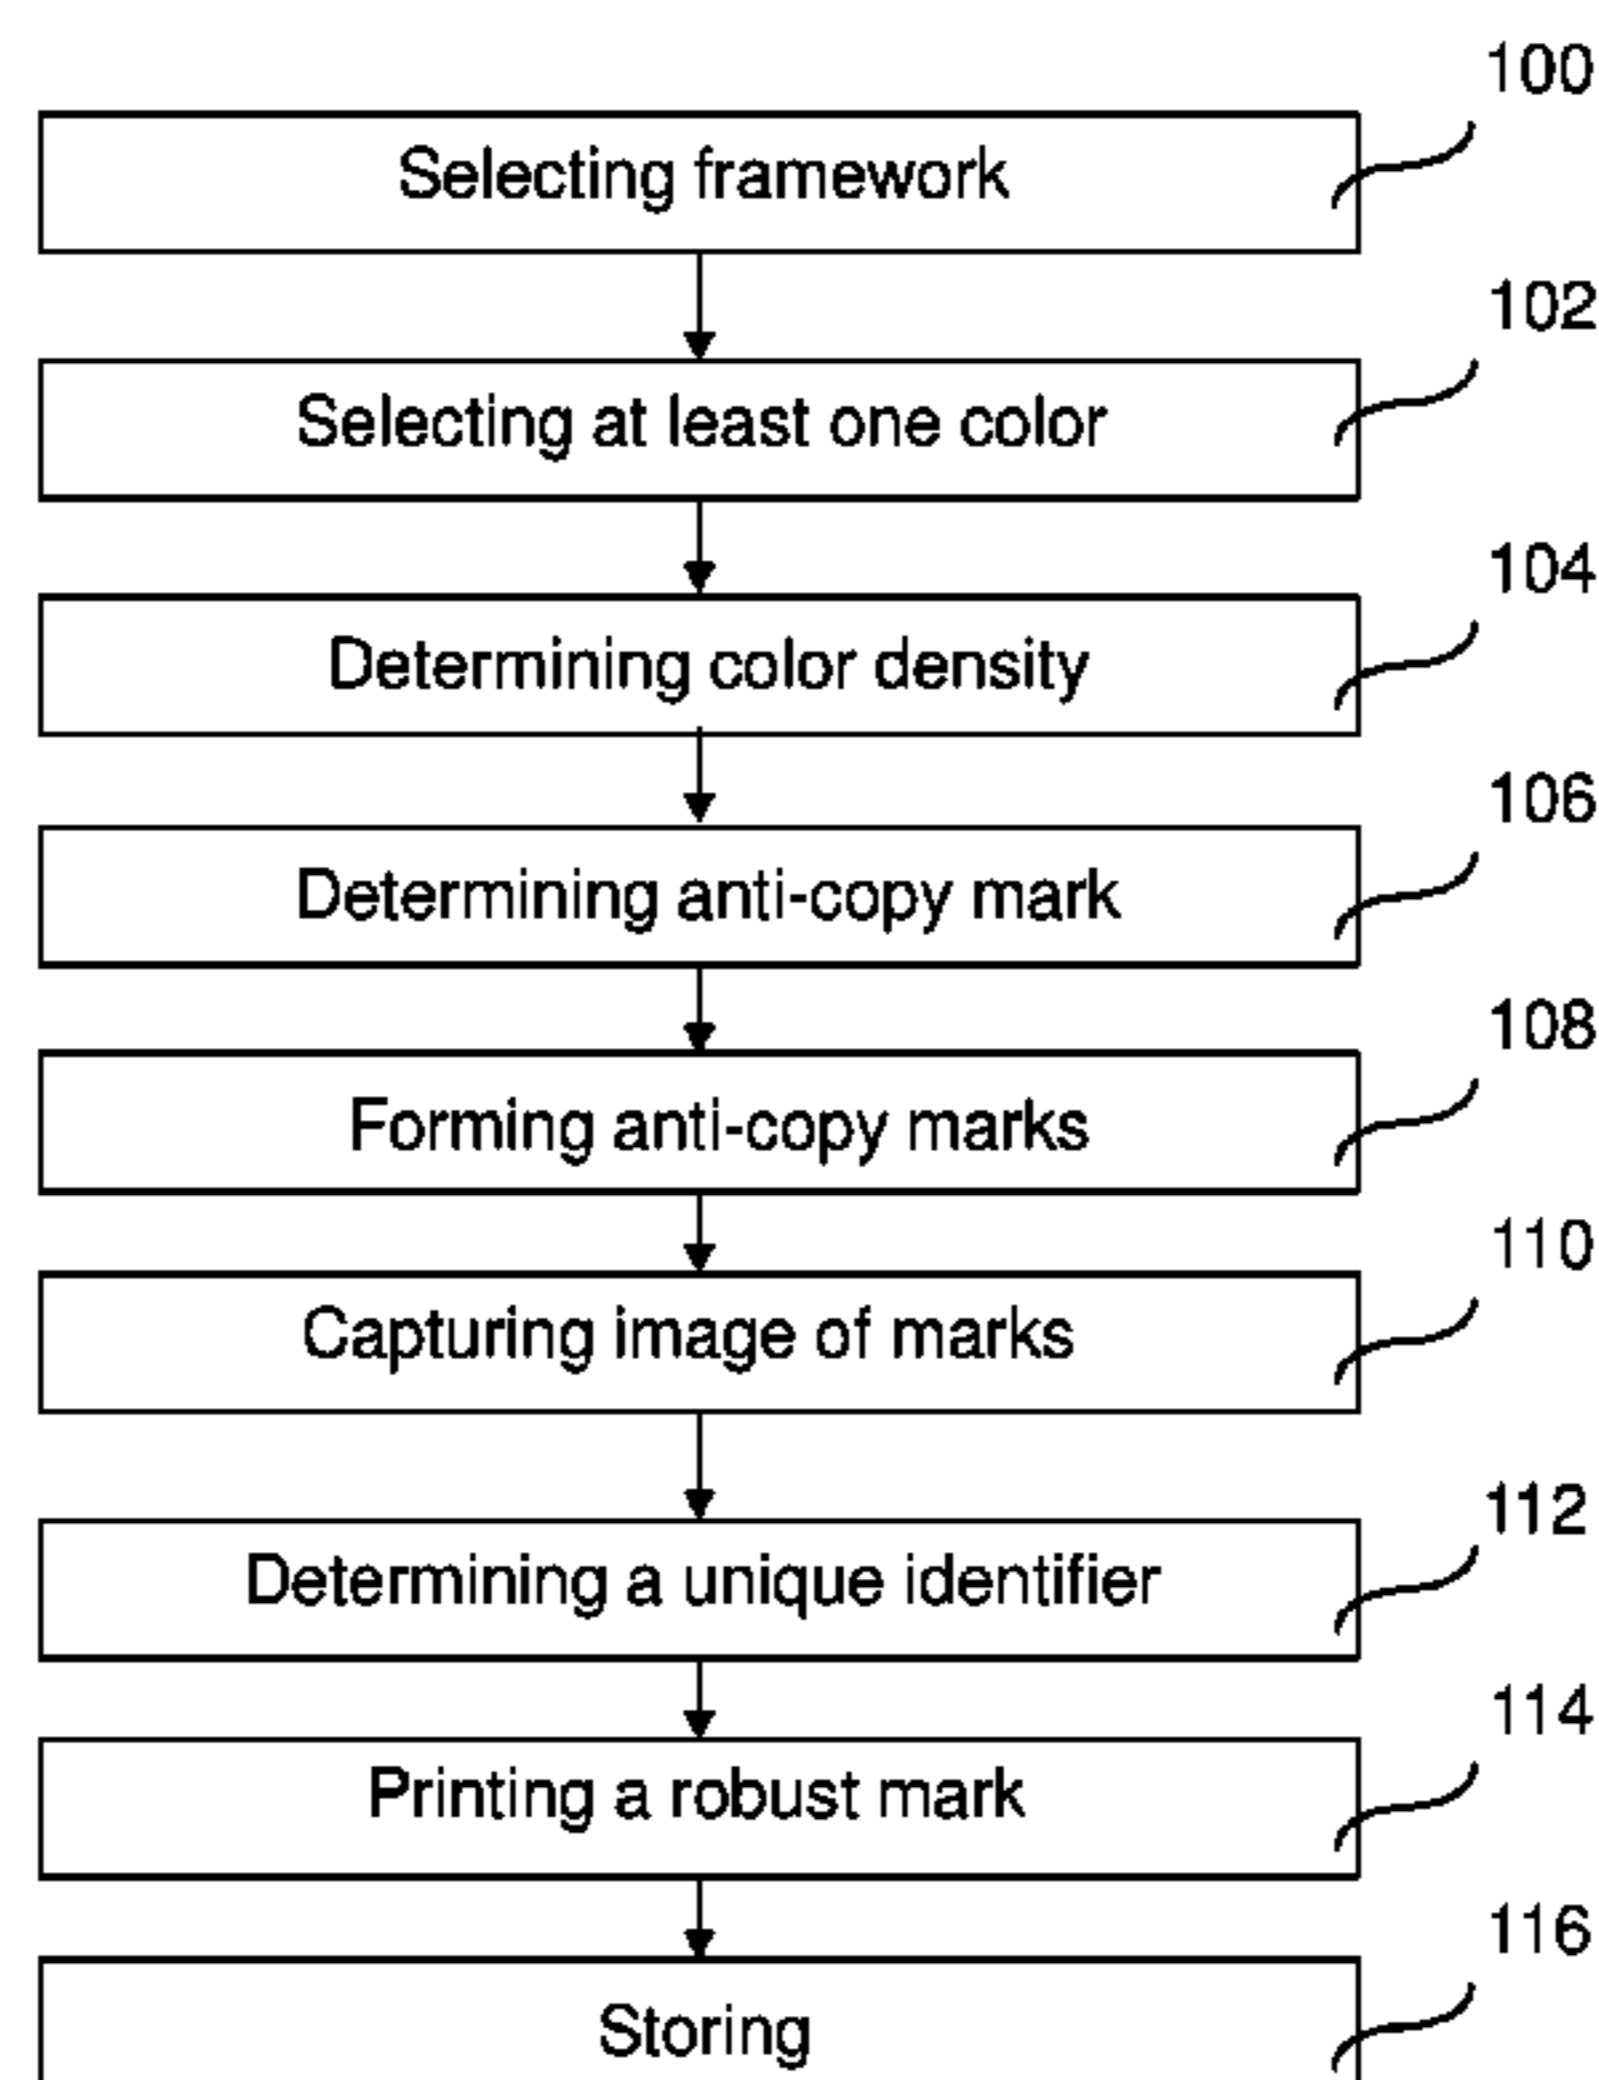 100
Selecting framework
102
Selecting at least one color
104
Determining color density
106
Determining anti-copy mark
108
Forming anti-copy marks
110
Capturing image of marks
112
Determining a unique identifier
114
Printing a robust mark
116
Storing